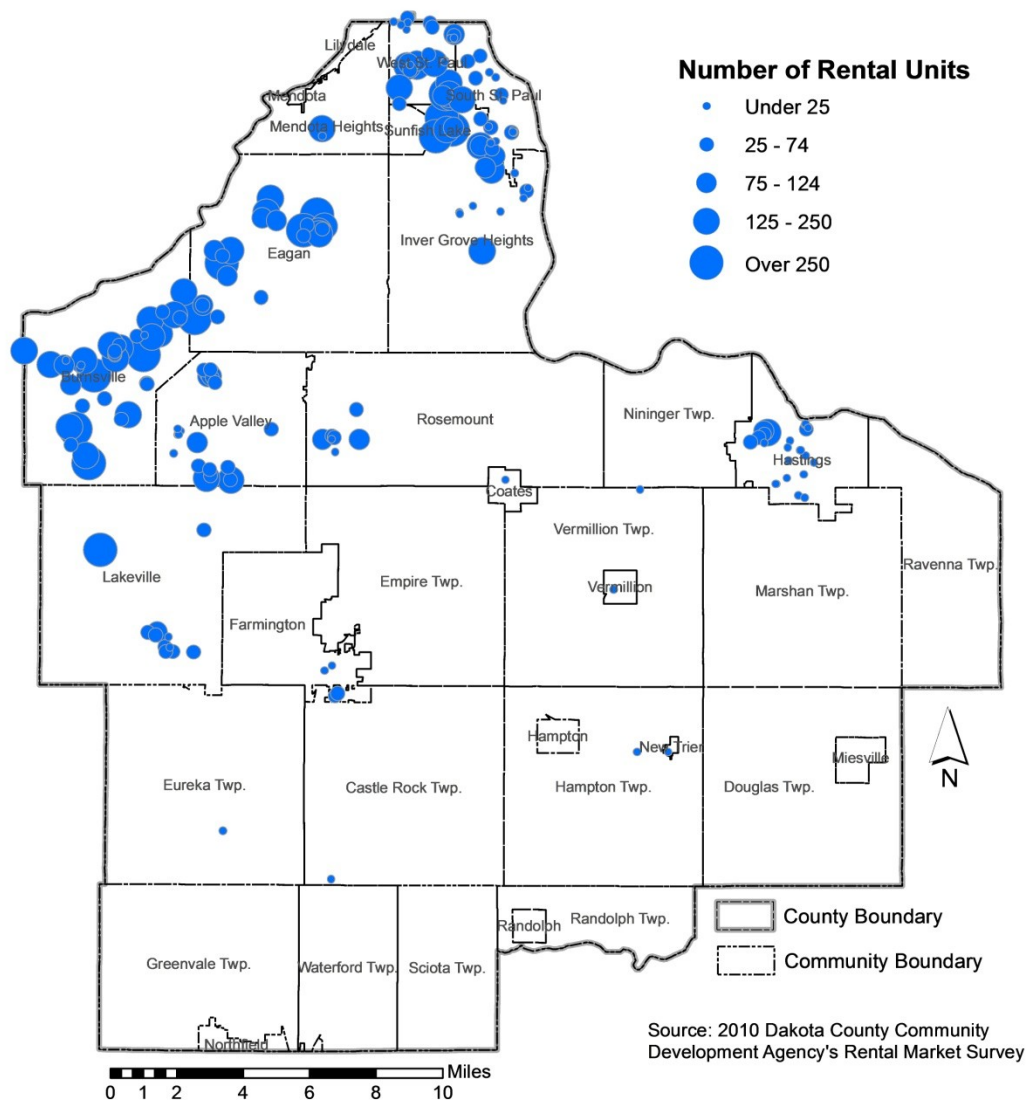 Lilydale
West St. Paul
Mendota
South St. Paul
Mendota Heights
Sunfish Lake
Inver Grove Heights
Eagan
Burnsville
Apple Valley
Rosemount
Nininger Twp.
Hastings
Coates
Vermillion Twp.
Ravenna Twp.
Lakeville
Empire Twp.
Vermillion
Marshan Twp.
Farmington
Hampton
New Trier
Miesville
Eureka Twp.
Castle Rock Twp.
Hampton Twp.
Douglas Twp.
Randolph
Randolph Twp.
Greenvale Twp.
Waterford Twp.
Sciota Twp.
Northfield
Number of Rental Units
Under 25
25 - 74
75 - 124
125 - 250
Over 250
N
County Boundary
Community Boundary
Source: 2010 Dakota County Community
Development Agency's Rental Market Survey
Miles
0 1 2 4 6 8 10